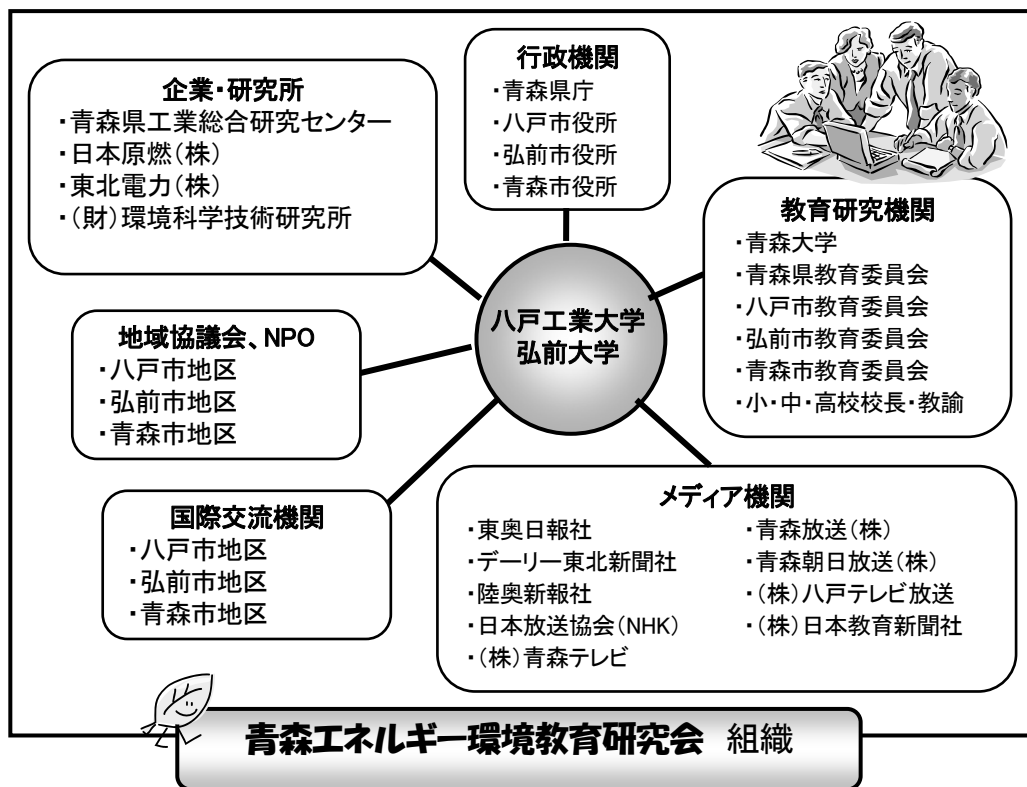 企業・研究所
・青森県工業総合研究センター
・日本原燃(株)
・東北電力(株)
・(財)環境科学技術研究所
行政機関
・青森県庁
・八戸市役所
・弘前市役所
・青森市役所
教育研究機関
・青森大学
・青森県教育委員会
・八戸市教育委員会
・弘前市教育委員会
・青森市教育委員会
・小・中・高校校長・教諭
八戸工業大学
弘前大学
地域協議会、NPO
・八戸市地区
・弘前市地区
・青森市地区
国際交流機関
・八戸市地区
・弘前市地区
・青森市地区
メディア機関
・東奥日報社
・デーリー東北新聞社
・陸奥新報社
・日本放送協会(NHK)
・(株)青森テレビ
・青森放送(株)
・青森朝日放送(株)
・(株)八戸テレビ放送
・(株)日本教育新聞社
青森エネルギー環境教育研究会 組織